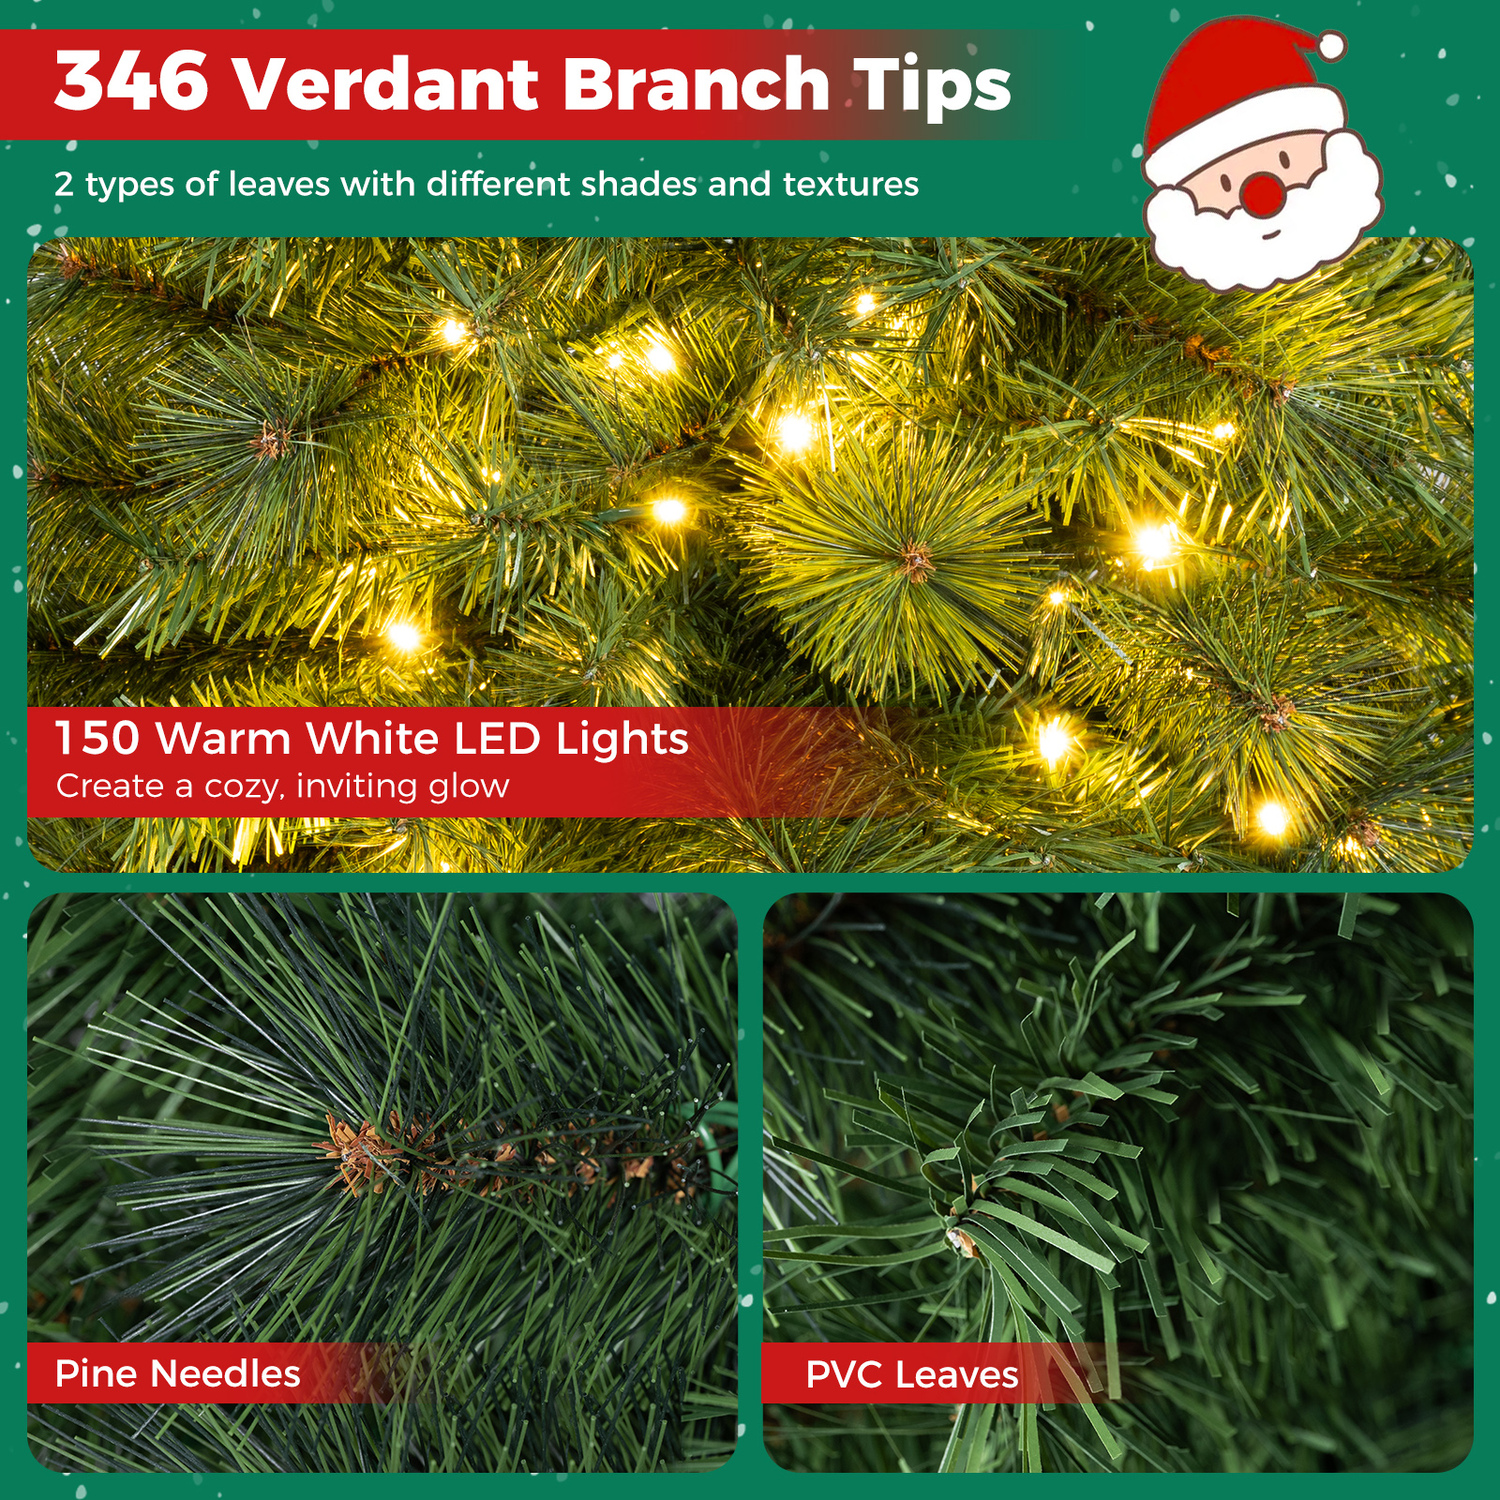 346 Verdant Branch Tips
2 types of leaves with different shades and textures
150 Warm White LED Lights
Create a cozy, inviting glow
Pine Needles
PVC Leaves